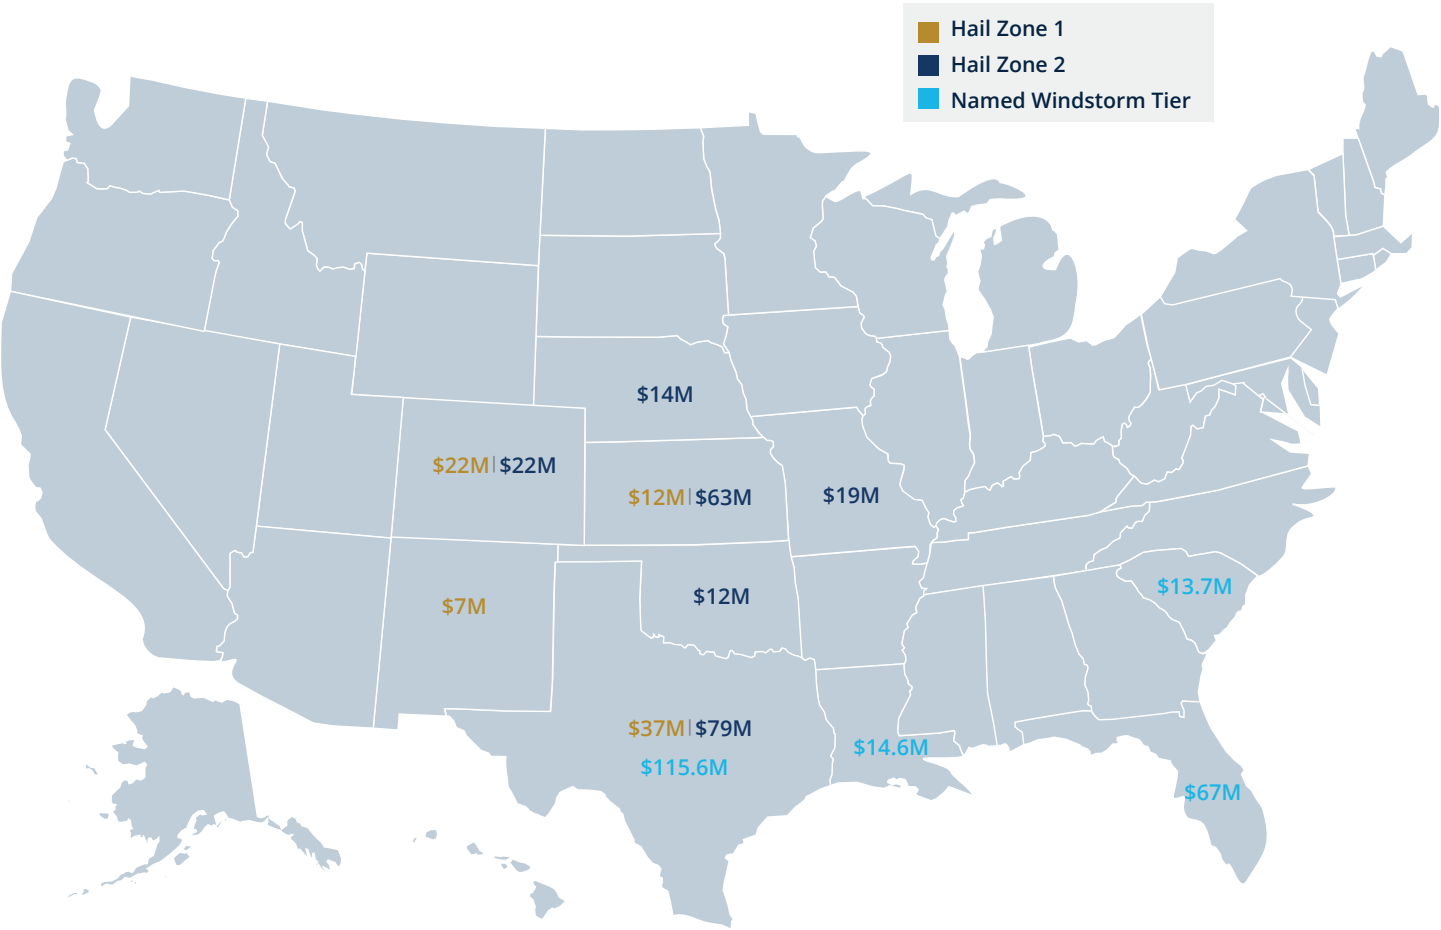 Hail Zone 1
Hail Zone 2
Named Windstorm Tier
$14M
$22M|$22M
$12M|$63M
$19M
$13.7M
$7M
$12M
$37M|$79M
$115.6M
$14.6M
$67M